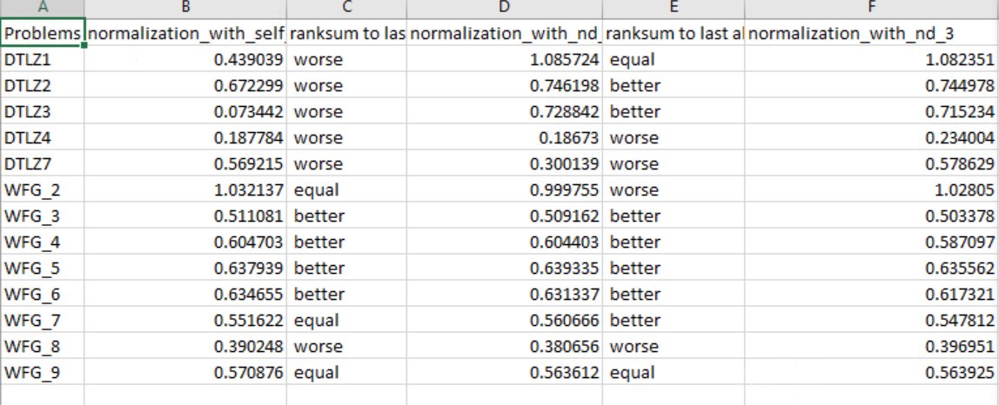 A B C D E F
Problems normalization_with_self_ ranksum to las normalization_with_nd_ ranksum to last al normalization_with_nd_3
DTLZ1 0.439039 worse 1.085724 equal 1.082351
DTLZ2 0.672299 worse 0.746198 better 0.744978
DTLZ3 0.073442 worse 0.728842 better 0.715234
DTLZ4 0.187784 worse 0.18673 worse 0.234004
DTLZ7 0.569215 worse 0.300139 worse 0.578629
WFG_2 1.032137 equal 0.999755 worse 1.02805
WFG_3 0.511081 better 0.509162 better 0.503378
WFG_4 0.604703 better 0.604403 better 0.587097
WFG_5 0.637939 better 0.639335 better 0.635562
WFG_6 0.634655 better 0.631337 better 0.617321
WFG_7 0.551622 equal 0.560666 better 0.547812
WFG_8 0.390248 worse 0.380656 worse 0.396951
WFG_9 0.570876 equal 0.563612 equal 0.563925